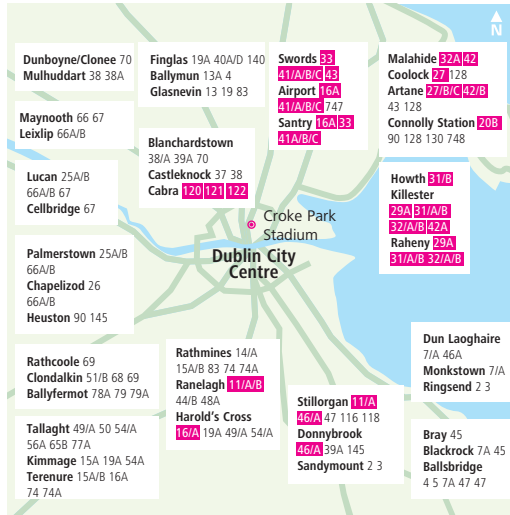 N
Dunboyne/Clonee 70
Mulhuddart 38 38A
Finglas 19A 40A/D 140
Ballymun 13A 4
Glasnevin 13 19 83
Swords 33
41/A/B/C 43
Airport 16A
41/A/B/C 747
Santry 16A 33
41A/B/C
Malahide 32A 42
Coolock 27 128
Artane 27/B/C 42/B
43 128
Connolly Station 20B
90 128 130 748
Maynooth 66 67
Leixlip 66A/B
Blanchardstown
38/A 39A 70
Castleknock 37 38
Cabra 120 121 122
Lucan 25A/B
66A/B 67
Cellbridge 67
Howth 31/B
Killester
29A 31/A/B
32/A/B 42A
Raheny 29A
31/A/B 32/A/B
Croke Park
Stadium
Dublin City
Centre
Palmerstown 25A/B
66A/B
Chapelizod 26
66A/B
Heuston 90 145
Rathcoole 69
Clondalkin 51/B 68 69
Ballyfermot 78A 79 79A
Rathmines 14/A
15A/B 83 74 74A
Ranelagh 11/A/B
44/B 48A
Harold's Cross
16/A 19A 49/A 54/A
Dun Laoghaire
7/A 46A
Monkstown 7/A
Ringsend 2 3
Stillorgan 11/A
46/A 47 116 118
Donnybrook
46/A 39A 145
Sandymount 2 3
Tallaght 49/A 50 54/A
56A 65B 77A
Kimmage 15A 19A 54A
Terenure 15A/B 16A
74 74A
Bray 45
Blackrock 7A 45
Ballsbridge
4 5 7A 47 47